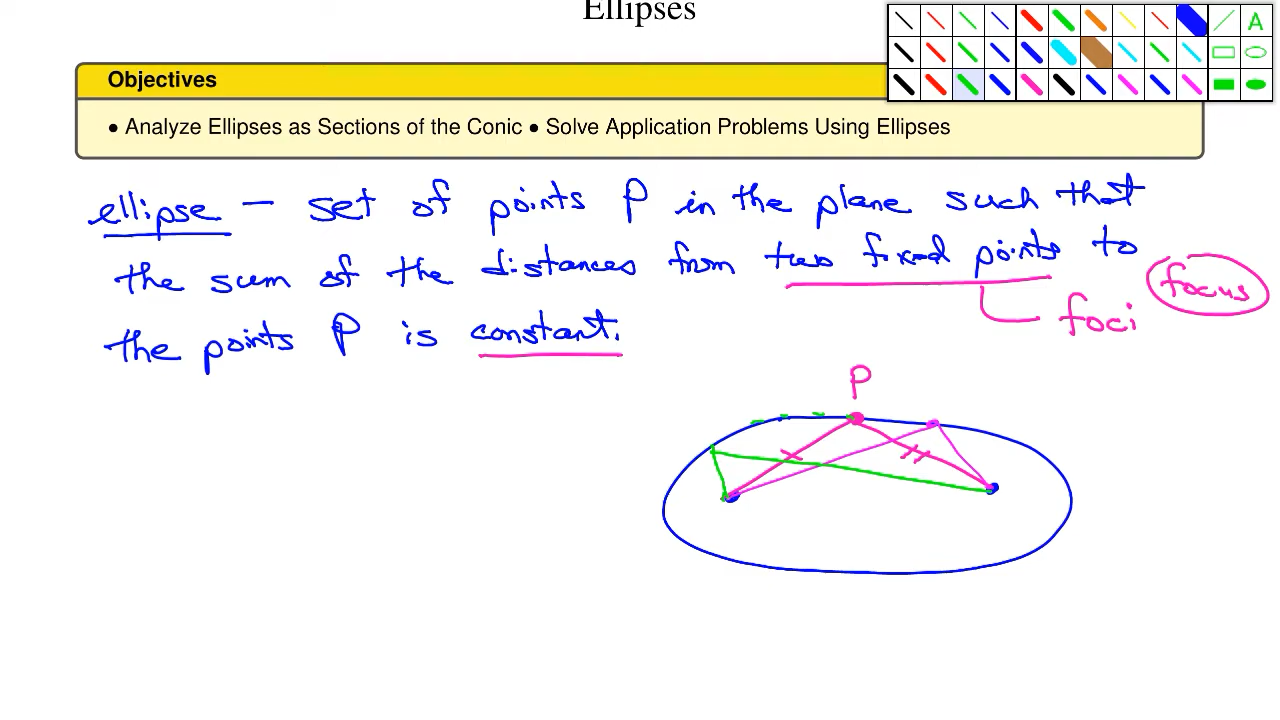 Ellipses
A
Objectives
• Analyze Ellipses as Sections of the Conic • Solve Application Problems Using Ellipses
ellipse — set of points P in the plane such that
the sum of the distances from two fixed points to
focus
foci
the points P is constant.
P